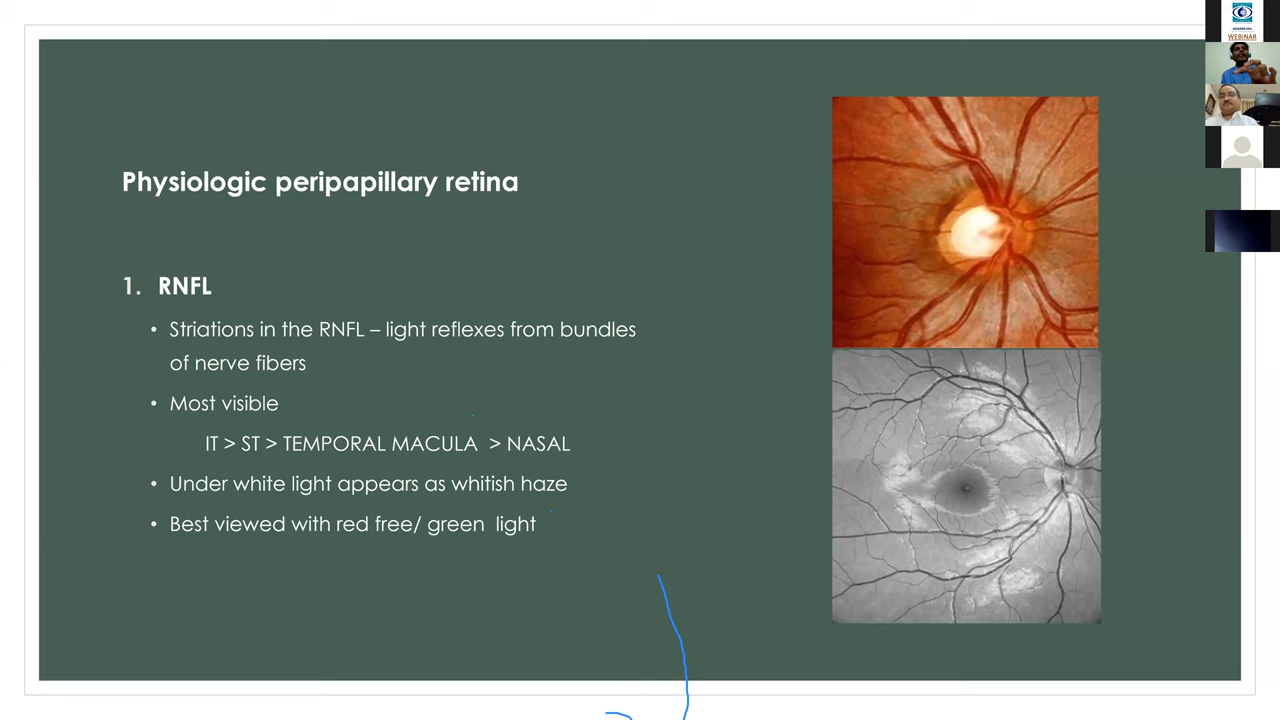 Physiologic peripapillary retina
1. RNFL
• Striations in the RNFL – light reflexes from bundles
of nerve fibers
• Most visible
IT > ST > TEMPORAL MACULA > NASAL
• Under white light appears as whitish haze
• Best viewed with red free/ green light
WEBINAR